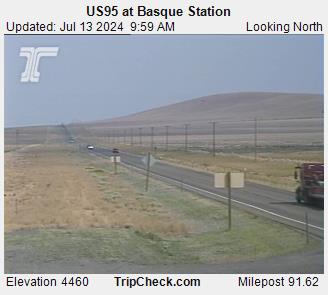 US95 at Basque Station
Updated: Jul 13 2024 9:59 AM Looking North
Elevation 4460 TripCheck.com Milepost 91.62